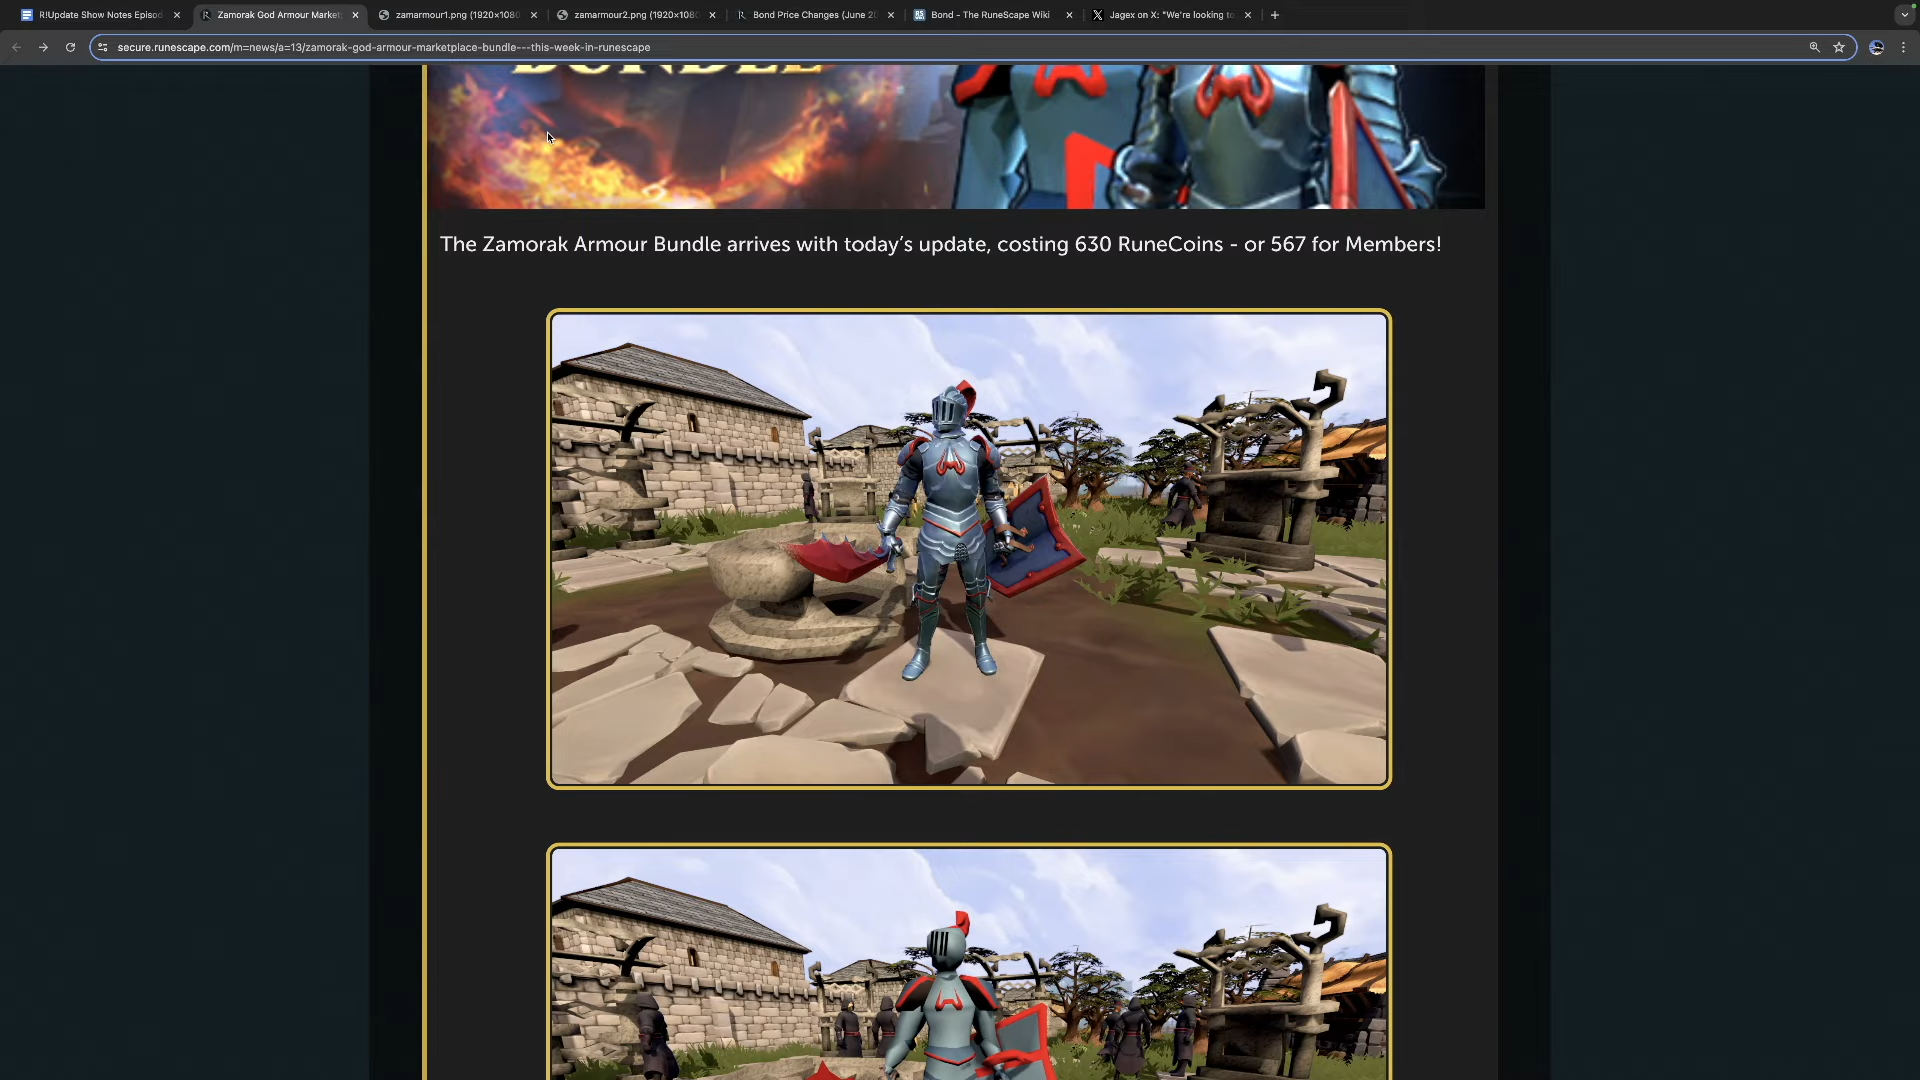 R!Update Show Notes Episod
Zamorak God Armour Market
zamarmour1.png (1920×1080
zamarmour2.png (1920×1080
Bond Price Changes (June 2
Bond - The RuneScape Wiki
Jagex on X: "We're looking to
secure.runescape.com/m=news/a=13/zamorak-god-armour-marketplace-bundle---this-week-in-runescape
BUNDLE
The Zamorak Armour Bundle arrives with today's update, costing 630 RuneCoins - or 567 for Members!